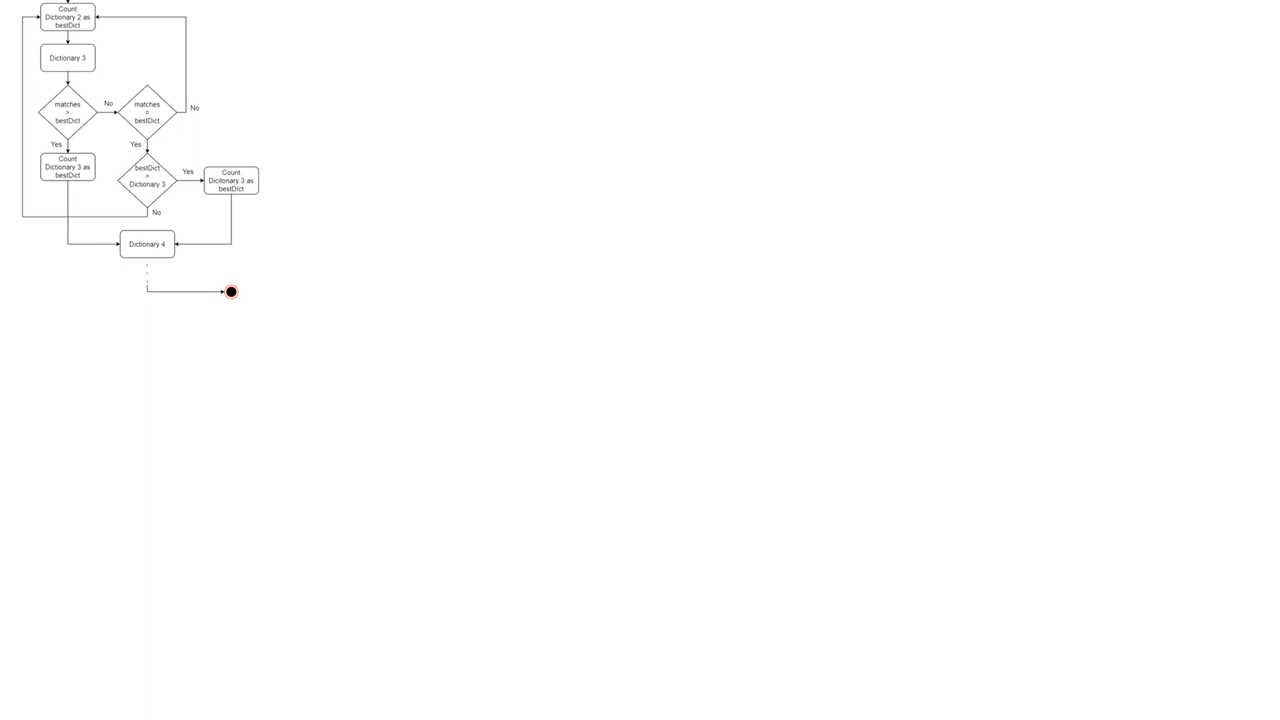 Count
Dictionary 2 as
bestDict
Dictionary 3
matches
>
bestDict
No
matches
=
bestDict
No
Yes
Yes
Count
Dictionary 3 as
bestDict
bestDict
>
Dictionary 3
Yes
Count
Dicitonary 3 as
bestDIct
No
Dictionary 4